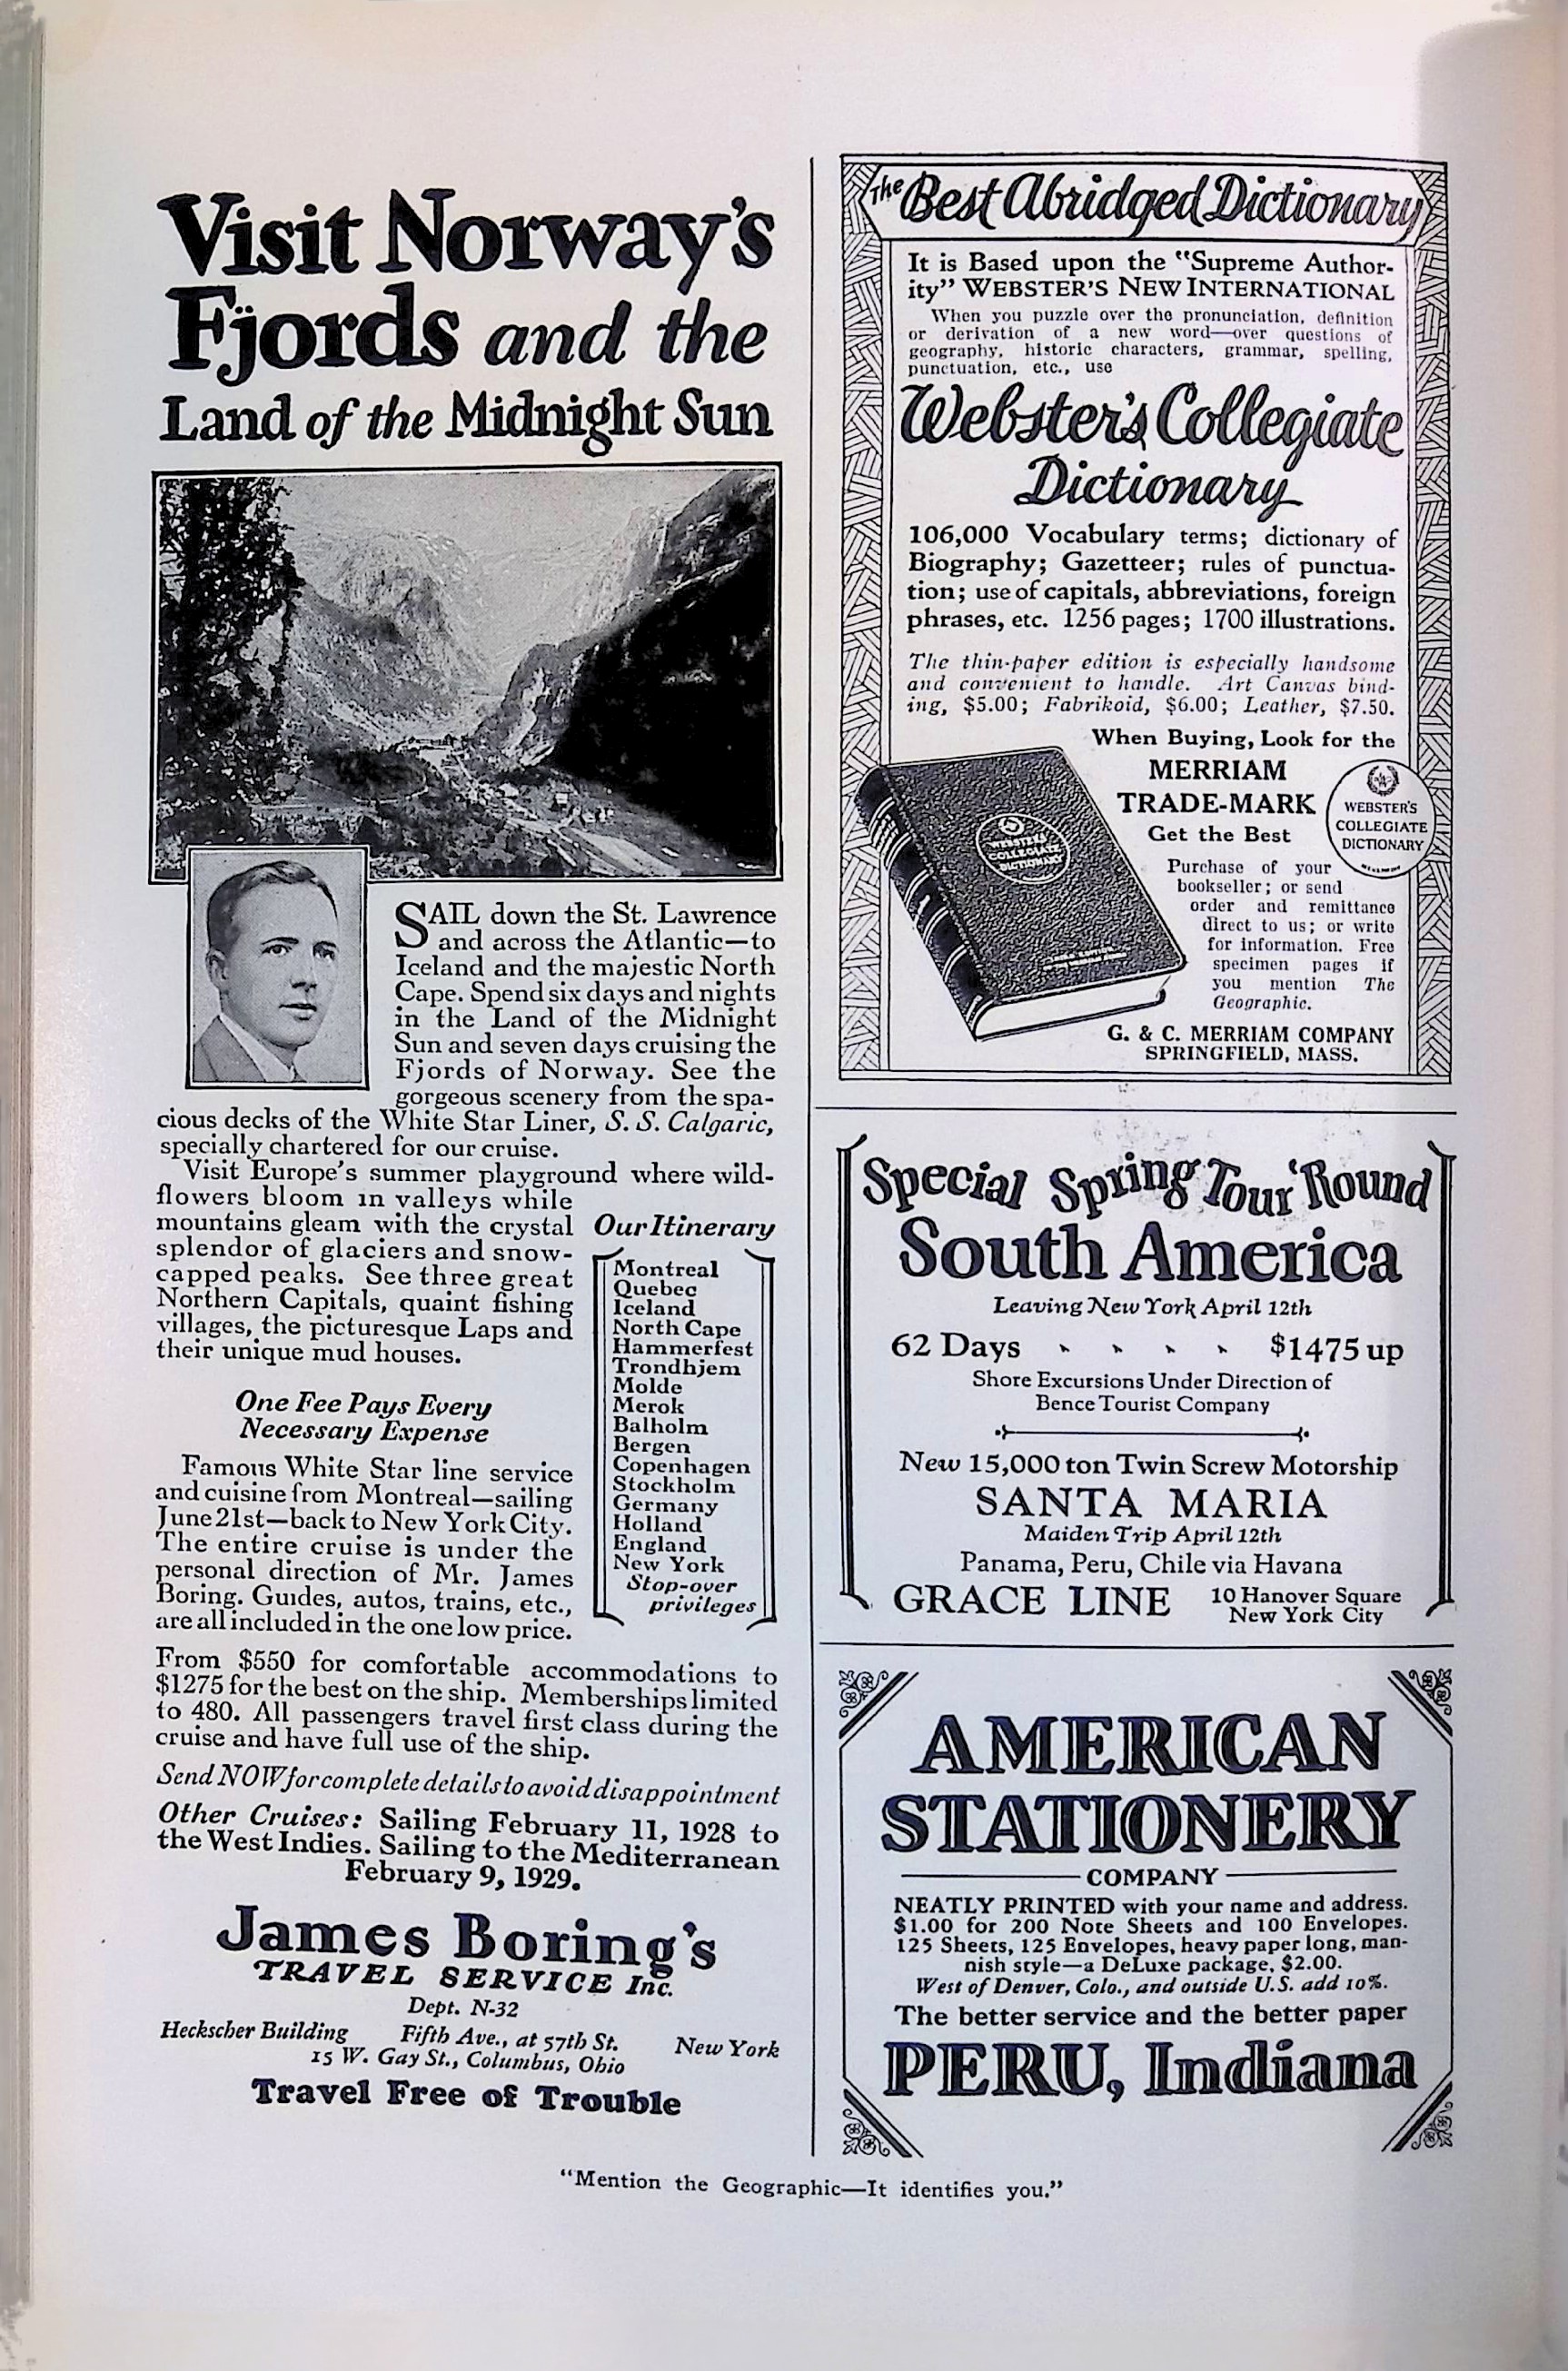 Visit Norway's
Fjords and the
Land of the Midnight Sun
SAIL down the St. Lawrence
and across the Atlantic—to
Iceland and the majestic North
Cape. Spend six days and nights
in the Land of the Midnight
Sun and seven days cruising the
Fjords of Norway. See the
gorgeous scenery from the spa-
cious decks of the White Star Liner, S. S. Calgaric,
specially chartered for our cruise.
Visit Europe's summer playground where wild-
flowers bloom in valleys while
mountains gleam with the crystal
splendor of glaciers and snow-
capped peaks. See three great
Northern Capitals, quaint fishing
villages, the picturesque Laps and
their unique mud houses.
One Fee Pays Every
Necessary Expense
Famous White Star line service
and cuisine from Montreal—sailing
June 21st—back to New York City.
The entire cruise is under the
personal direction of Mr. James
Boring. Guides, autos, trains, etc.,
are all included in the one low price.
Our Itinerary
Montreal
Quebec
Iceland
North Cape
Hammerfest
Trondhjem
Molde
Merok
Balholm
Bergen
Copenhagen
Stockholm
Germany
Holland
England
New York
Stop-over
privileges
From $550 for comfortable accommodations to
$1275 for the best on the ship. Memberships limited
to 480. All passengers travel first class during the
cruise and have full use of the ship.
Send NOW for complete details to avoid disappointment
Other Cruises: Sailing February 11, 1928 to
the West Indies. Sailing to the Mediterranean
February 9, 1929.
James Boring's
TRAVEL SERVICE Inc.
Dept. N-32
Heckscher Building Fifth Ave., at 57th St. New York
15 W. Gay St., Columbus, Ohio
Travel Free of Trouble
The Best Abridged Dictionary
It is Based upon the "Supreme Author-
ity" WEBSTER'S NEW INTERNATIONAL
When you puzzle over the pronunciation, definition
or derivation of a new word—over questions of
geography, historic characters, grammar, spelling,
punctuation, etc., use
Webster's Collegiate
Dictionary
106,000 Vocabulary terms; dictionary of
Biography; Gazetteer; rules of punctua-
tion; use of capitals, abbreviations, foreign
phrases, etc. 1256 pages; 1700 illustrations.
The thin-paper edition is especially handsome
and convenient to handle. Art Canvas bind-
ing, $5.00; Fabrikoid, $6.00; Leather, $7.50.
When Buying, Look for the
MERRIAM
TRADE-MARK
Get the Best
WEBSTER'S
COLLEGIATE
DICTIONARY
WEBSTER'S
COLLEGIATE
DICTIONARY
Purchase of your
bookseller; or send
order and remittance
direct to us; or write
for information. Free
specimen pages if
you mention The
Geographic.
G. & C. MERRIAM COMPANY
SPRINGFIELD, MASS.
Special Spring Tour 'Round
South America
Leaving New York April 12th
62 Days $1475 up
Shore Excursions Under Direction of
Bence Tourist Company
New 15,000 ton Twin Screw Motorship
SANTA MARIA
Maiden Trip April 12th
Panama, Peru, Chile via Havana
GRACE LINE 10 Hanover Square
New York City
AMERICAN
STATIONERY
COMPANY
NEATLY PRINTED with your name and address.
$1.00 for 200 Note Sheets and 100 Envelopes.
125 Sheets, 125 Envelopes, heavy paper long, man-
nish style—a DeLuxe package, $2.00.
West of Denver, Colo., and outside U.S. add 10%.
The better service and the better paper
PERU, Indiana
"Mention the Geographic—It identifies you."